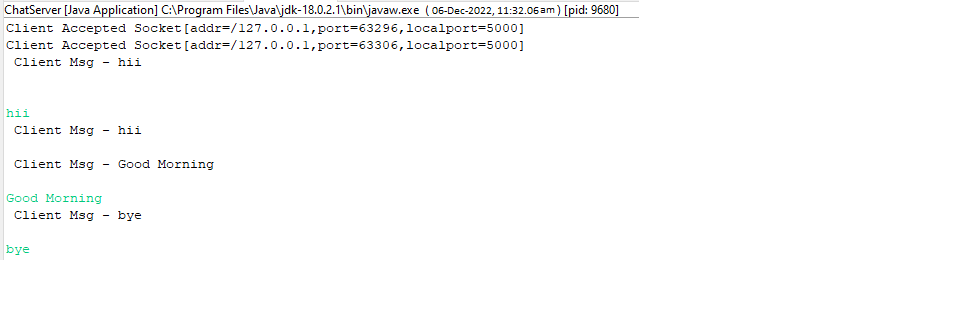 ChatServer [Java Application] C:\Program Files\Java\jdk-18.0.2.1\bin\javaw.exe ( 06-Dec-2022, 11:32.06am ) [pid: 9680]
Client Accepted Socket[addr=/127.0.0.1,port=63296,localport=5000]
Client Accepted Socket[addr=/127.0.0.1,port=63306,localport=5000]
Client Msg - hii
hii
Client Msg - hii
Client Msg - Good Morning
Good Morning
Client Msg - bye
bye